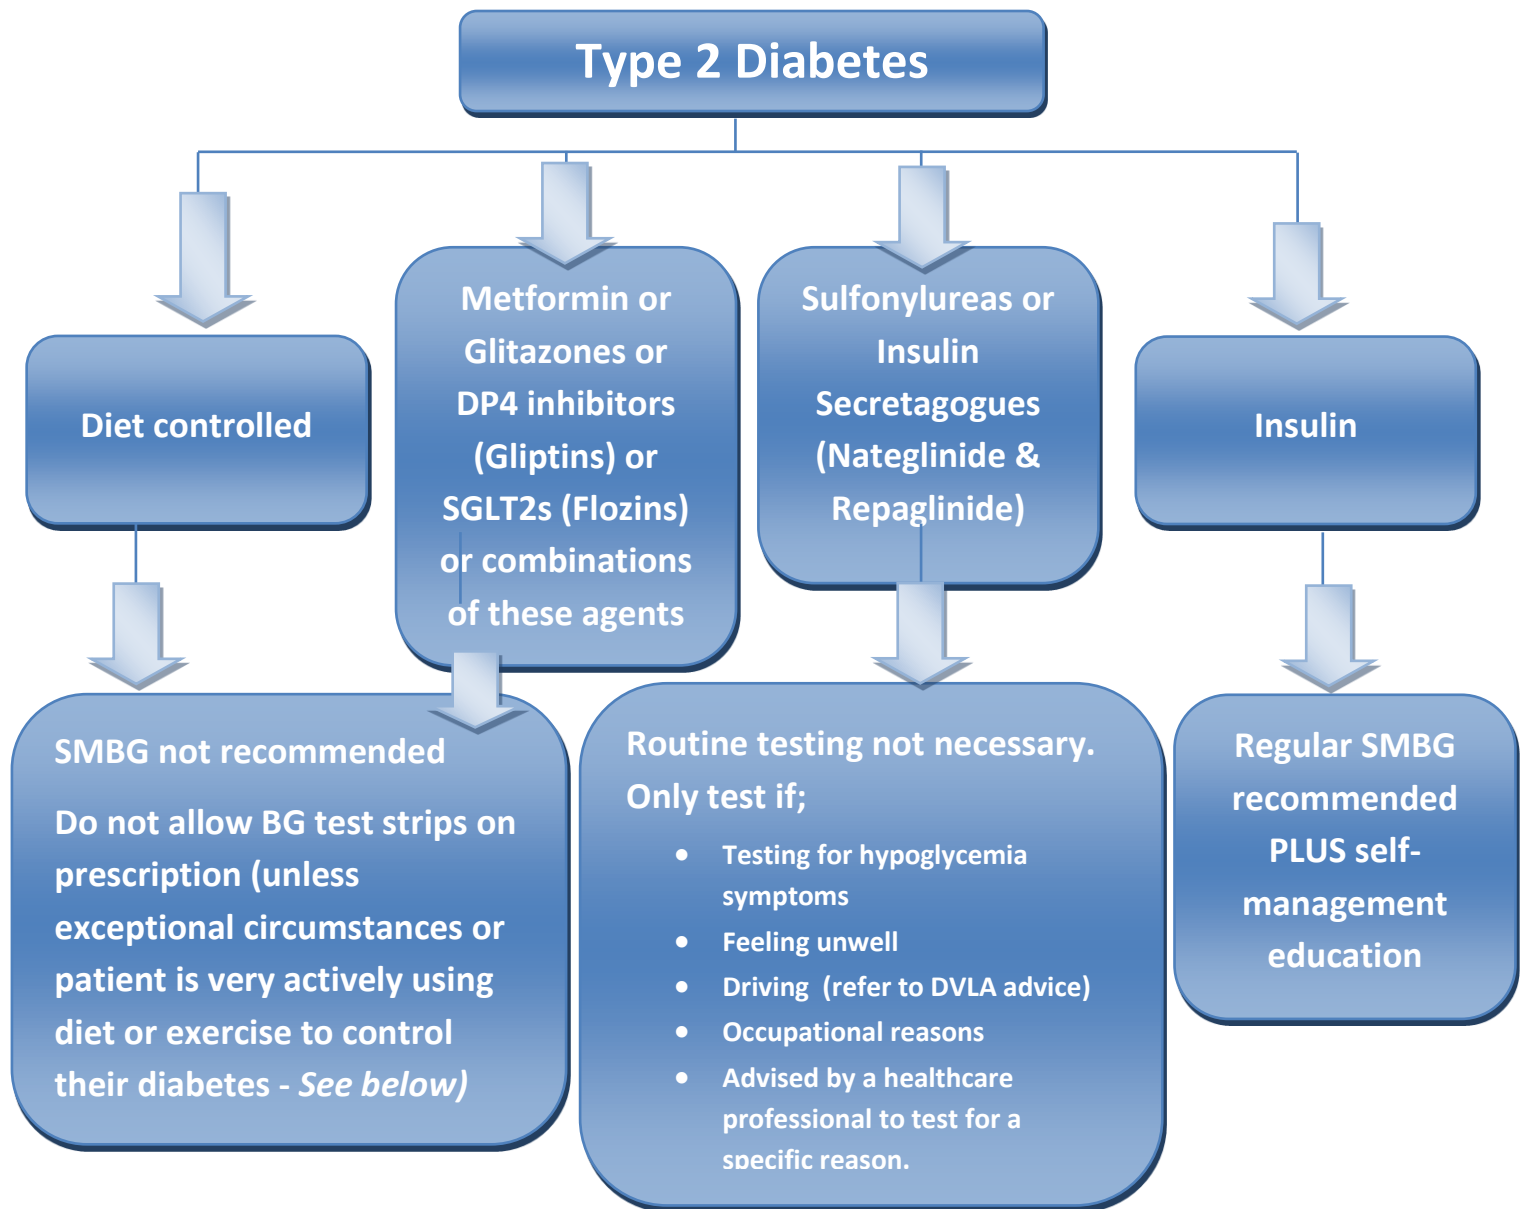 Type 2 Diabetes
Diet controlled
Metformin or
Glitazones or
DP4 inhibitors
(Gliptins) or
SGLT2s (Flozins)
or combinations
of these agents
Sulfonylureas or
Insulin
Secretagogues
(Nateglinide &
Repaglinide)
Insulin
SMBG not recommended
Do not allow BG test strips on
prescription (unless
exceptional circumstances or
patient is very actively using
diet or exercise to control
their diabetes - See below)
Routine testing not necessary.
Only test if;
• Testing for hypoglycemia
symptoms
• Feeling unwell
• Driving  (refer to DVLA advice)
• Occupational reasons
• Advised by a healthcare
professional to test for a
specific reason.
Regular SMBG
recommended
PLUS self-
management
education